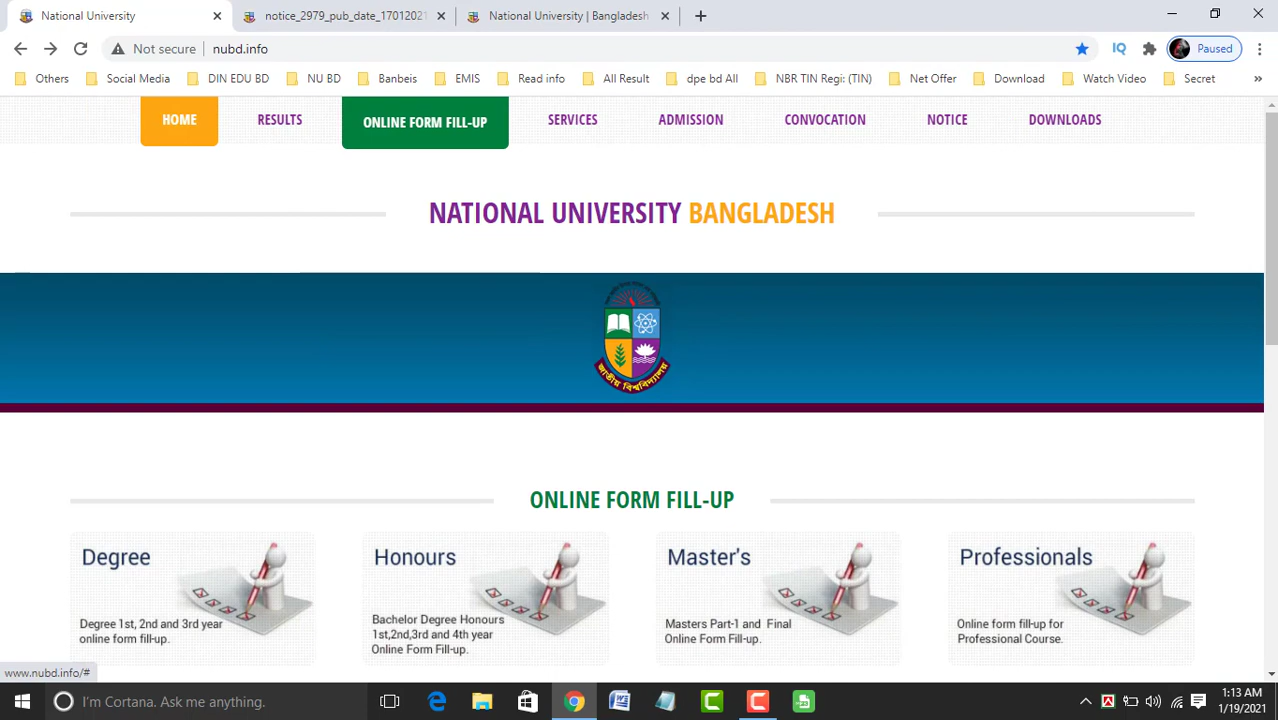 National University
notice_2979_pub_date_17012021
National University | Bangladesh
Not secure
nubd.info
IQ
Paused
Others
Social Media
DIN EDU BD
NU BD
Banbeis
EMIS
Read info
All Result
dpe bd All
NBR TIN Regi: (TIN)
Net Offer
Download
Watch Video
Secret
HOME
RESULTS
ONLINE FORM FILL-UP
SERVICES
ADMISSION
CONVOCATION
NOTICE
DOWNLOADS
NATIONAL UNIVERSITY BANGLADESH
জাতীয় বিশ্ববিদ্যালয়
ONLINE FORM FILL-UP
Degree
Degree 1st, 2nd and 3rd year
online form fill-up.
Honours
Bachelor Degree Honours
1st,2nd,3rd and 4th year
Online Form Fill-up.
Master's
Masters Part-1 and Final
Online Form Fill-up.
Professionals
Online form fill-up for
Professional Course.
www.nubd.info/#
I'm Cortana. Ask me anything.
1:13 AM
1/19/2021